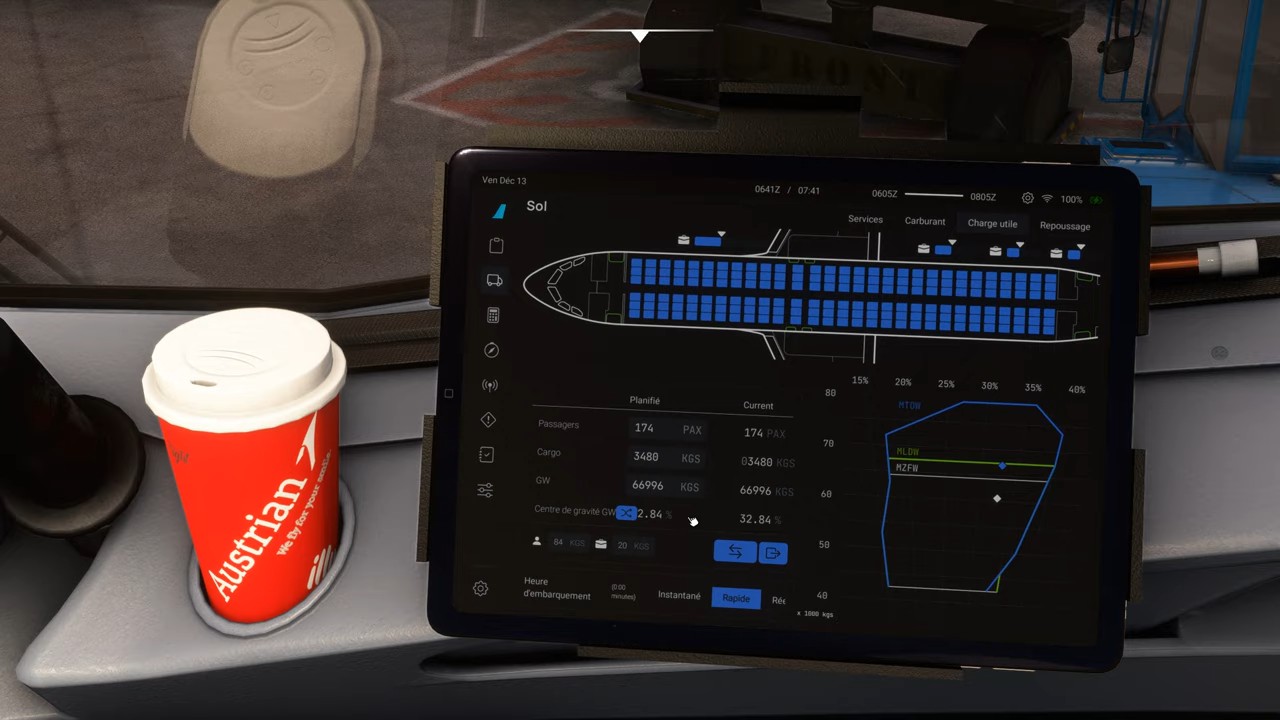 FRONT
Ven Déc 13
0641Z / 07:41
0605Z
0805Z
100%
Sol
Services
Carburant
Charge utile
Repoussage
15%
20%
25%
30%
35%
40%
80
MTOW
70
MLDW
MZFW
60
50
40
x 1000 kgs
Planifié
Current
Passagers
174 PAX
174 PAX
Cargo
3480 KGS
03480 KGS
GW
66996 KGS
66996 KGS
Centre de gravité GW
2.84 %
32.84 %
84 KGS
20 KGS
Heure
d'embarquement
(0:00
minutes)
Instantané
Rapide
Rée
Austrian
We fly for your smile.